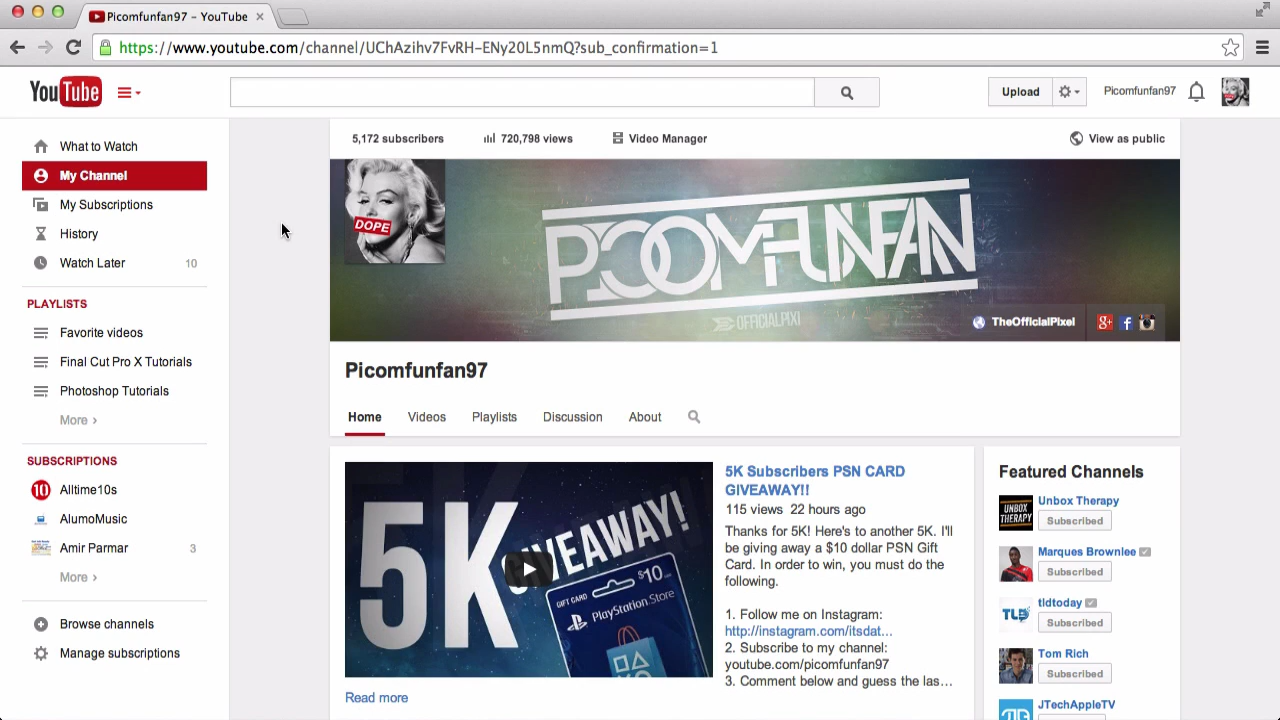 Picomfunfan97 - YouTube
https://www.youtube.com/channel/UChAzihv7FvRH-ENy20L5nmQ?sub_confirmation=1
YouTube
Upload
Picomfunfan97
5,172 subscribers
720,798 views
Video Manager
View as public
What to Watch
My Channel
My Subscriptions
History
Watch Later 10
PLAYLISTS
Favorite videos
Final Cut Pro X Tutorials
Photoshop Tutorials
More ›
SUBSCRIPTIONS
10
Alltime10s
AlumoMusic
Amir Parmar 3
More ›
Browse channels
Manage subscriptions
DOPE
PICOMFUNFAN
OFFICIALPIXL
TheOfficialPixel
Picomfunfan97
Home
Videos
Playlists
Discussion
About
5K GIVEAWAY!
GIFT CARD
$10
PlayStation.Store
5K Subscribers PSN CARD
GIVEAWAY!!
115 views 22 hours ago
Thanks for 5K! Here's to another 5K. I'll
be giving away a $10 dollar PSN Gift
Card. In order to win, you must do the
following.
1. Follow me on Instagram:
http://instagram.com/itsdat...
2. Subscribe to my channel:
youtube.com/picomfunfan97
3. Comment below and guess the las...
Read more
Featured Channels
UNBOX
THERAPY
Unbox Therapy
Subscribed
Marques Brownlee
Subscribed
TLD
tldtoday
Subscribed
Tom Rich
Subscribed
JTechAppleTV